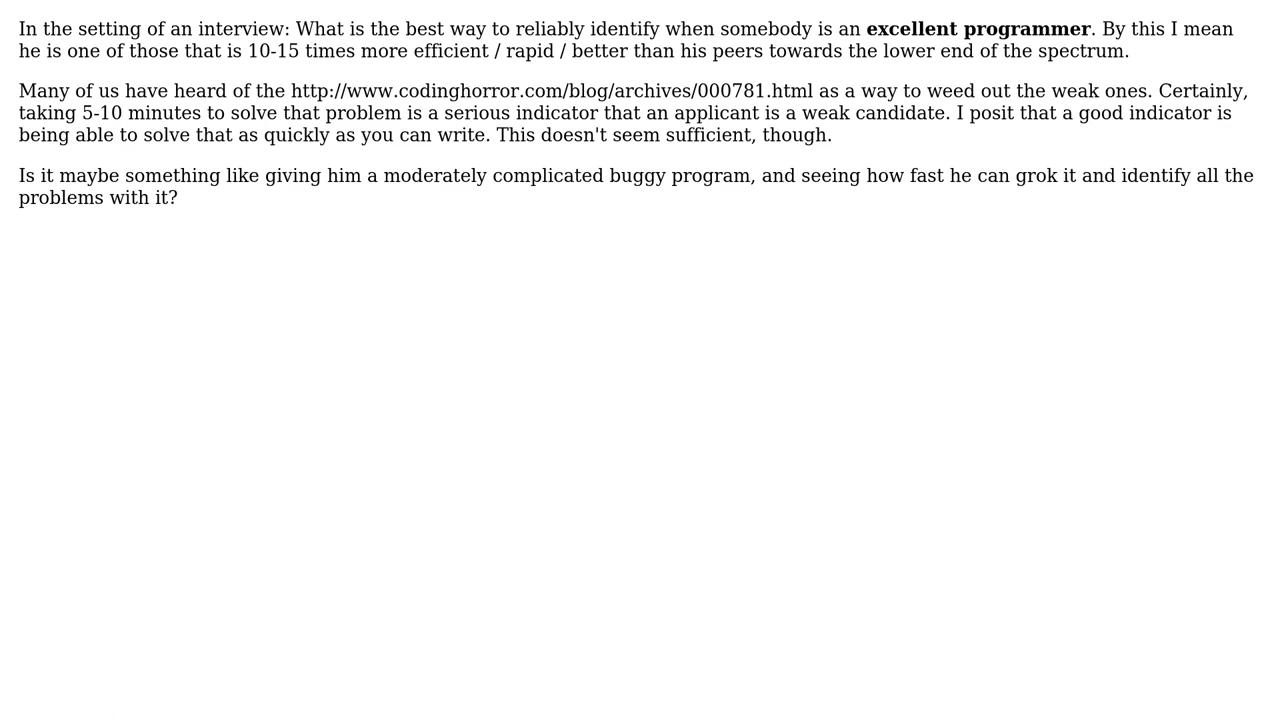 In the setting of an interview: What is the best way to reliably identify when somebody is an excellent programmer. By this I mean
he is one of those that is 10-15 times more efficient / rapid / better than his peers towards the lower end of the spectrum.
Many of us have heard of the http://www.codinghorror.com/blog/archives/000781.html as a way to weed out the weak ones. Certainly,
taking 5-10 minutes to solve that problem is a serious indicator that an applicant is a weak candidate. I posit that a good indicator is
being able to solve that as quickly as you can write. This doesn't seem sufficient, though.
Is it maybe something like giving him a moderately complicated buggy program, and seeing how fast he can grok it and identify all the
problems with it?